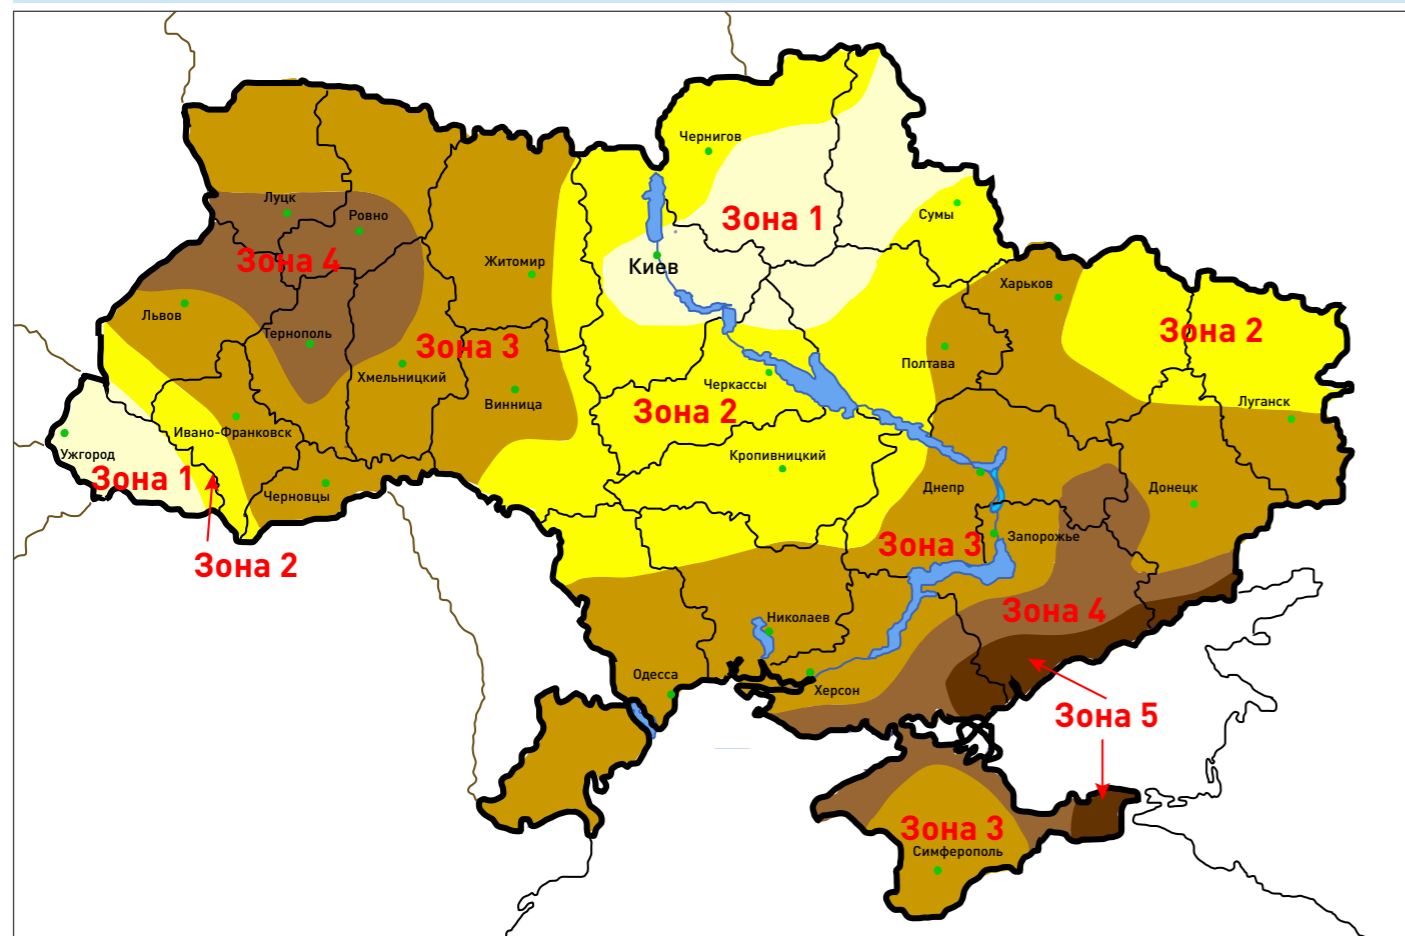 Чернигов
Зона 1
Сумы
Луцк
Ровно
Зона 4
Житомир
Киев
Харьков
Львов
Тернополь
Зона 3
Хмельницкий
Винница
Черкассы
Зона 2
Полтава
Зона 2
Луганск
Ивано-Франковск
Ужгород
Зона 1
Черновцы
Кропивницкий
Днепр
Донецк
Зона 3
Запорожье
Зона 2
Зона 4
Николаев
Одесса
Херсон
Зона 5
Зона 3
Симферополь